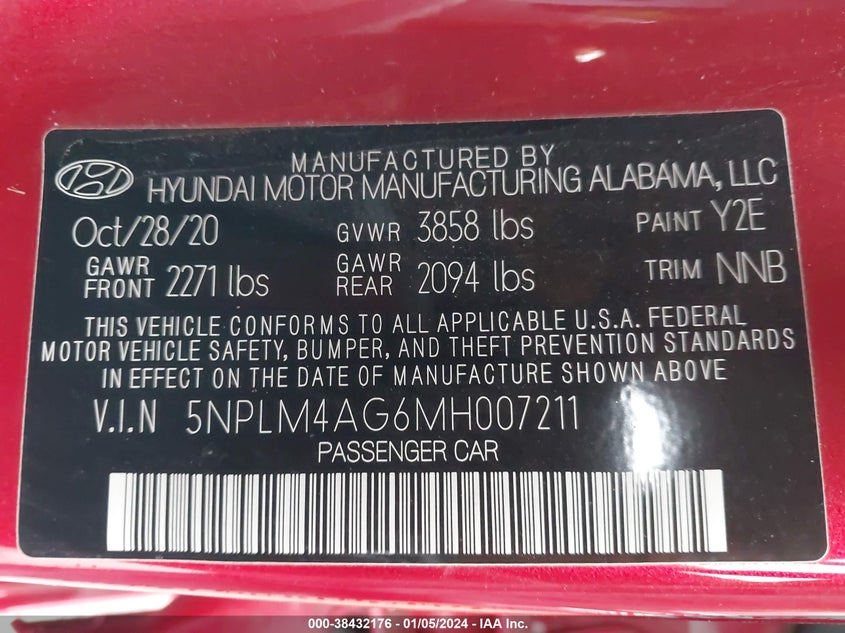 MANUFACTURED BY
HYUNDAI MOTOR MANUFACTURING ALABAMA, LLC
Oct/28/20 GVWR 3858 lbs PAINT Y2E
GAWR FRONT 2271 lbs GAWR REAR 2094 lbs TRIM NNB
THIS VEHICLE CONFORMS TO ALL APPLICABLE U.S.A. FEDERAL
MOTOR VEHICLE SAFETY, BUMPER, AND THEFT PREVENTION STANDARDS
IN EFFECT ON THE DATE OF MANUFACTURE SHOWN ABOVE
V.I.N 5NPLM4AG6MH007211
PASSENGER CAR
000-38432176 - 01/05/2024 - IAAI.COM